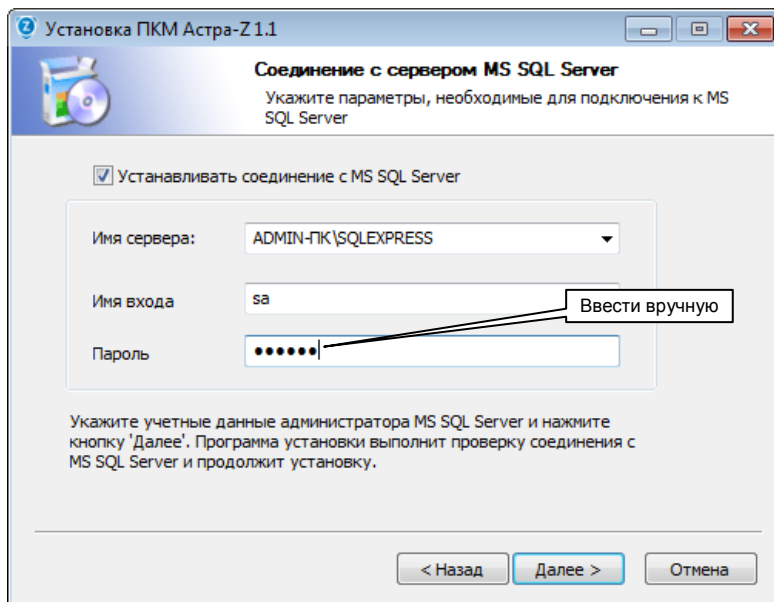 Установка ПКМ Астра-Z 1.1
Соединение с сервером MS SQL Server
Укажите параметры, необходимые для подключения к MS
SQL Server
Устанавливать соединение с MS SQL Server
Имя сервера: ADMIN-ПК\SQLEXPRESS
Имя входа sa
Ввести вручную
Пароль ••••••
Укажите учетные данные администратора MS SQL Server и нажмите
кнопку 'Далее'. Программа установки выполнит проверку соединения с
MS SQL Server и продолжит установку.
< Назад Далее > Отмена